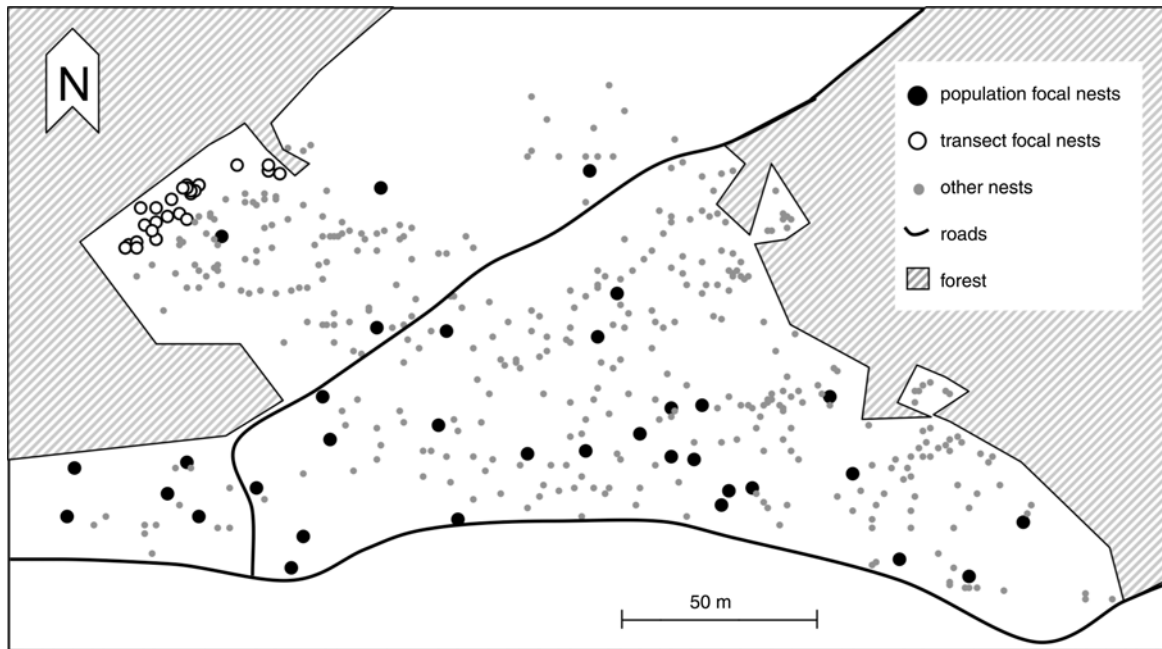 N
population focal nests
transect focal nests
other nests
roads
forest
50 m